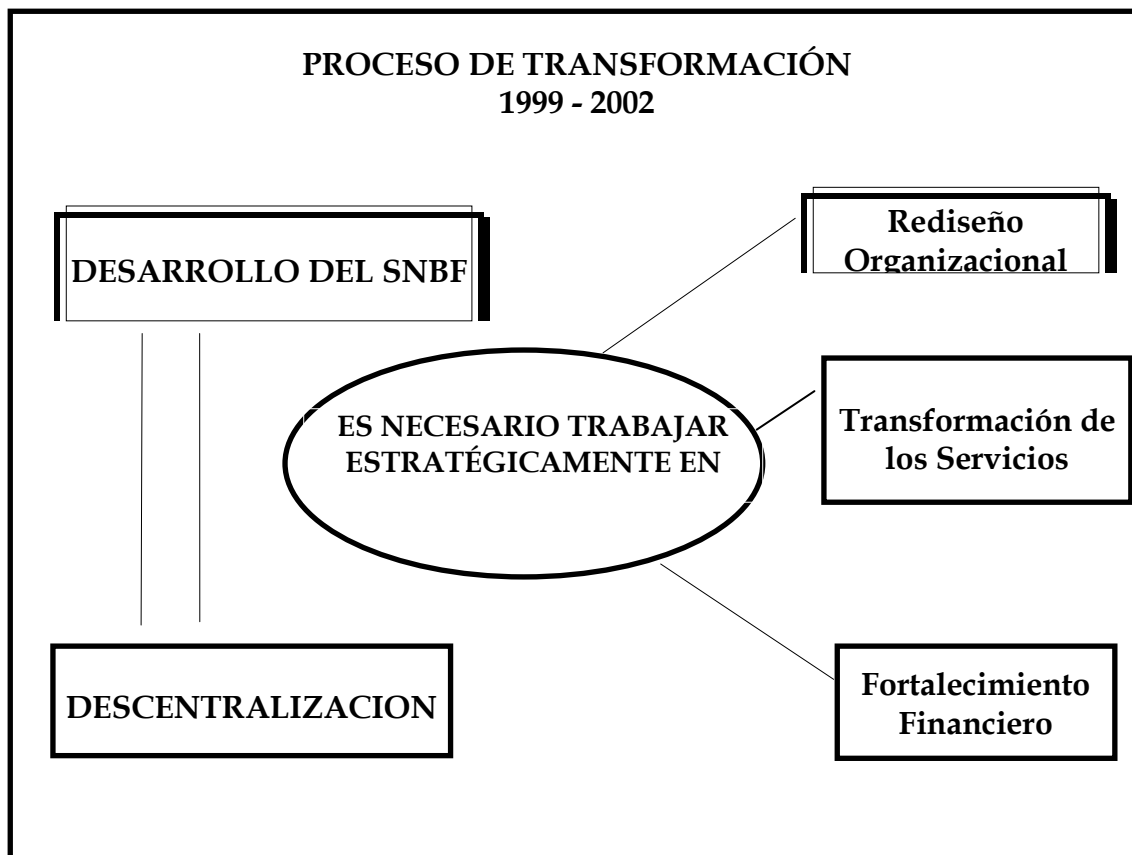 PROCESO DE TRANSFORMACIÓN
1999 - 2002
DESARROLLO DEL SNBF
Rediseño
Organizacional
ES NECESARIO TRABAJAR
ESTRATÉGICAMENTE EN
Transformación de
los Servicios
DESCENTRALIZACION
Fortalecimiento
Financiero